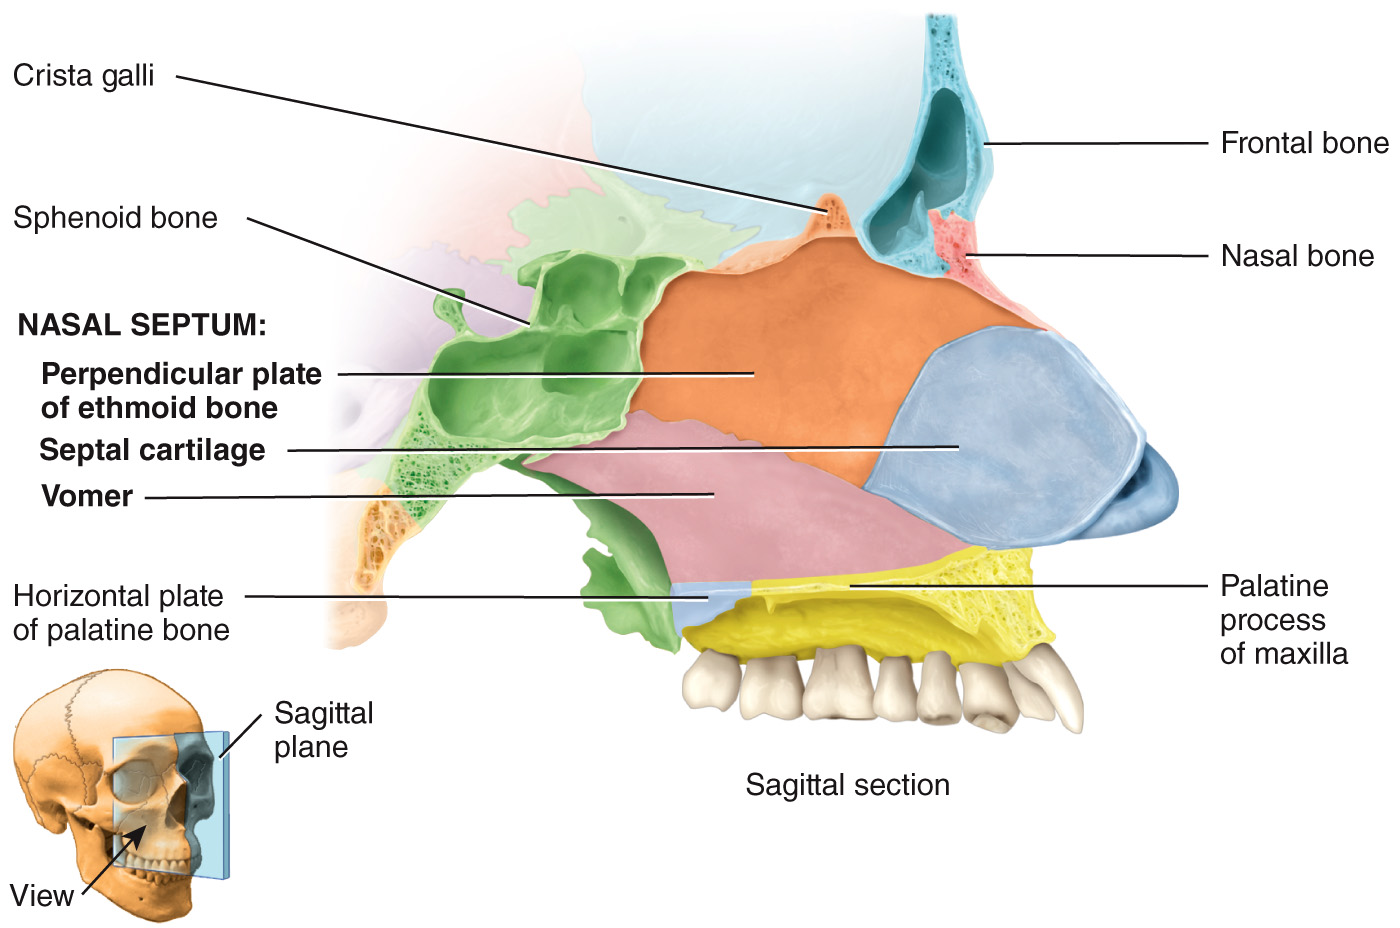 Crista galli
Frontal bone
Sphenoid bone
Nasal bone
NASAL SEPTUM:
Perpendicular plate
of ethmoid bone
Septal cartilage
Vomer
Horizontal plate
of palatine bone
Palatine
process
of maxilla
Sagittal
plane
Sagittal section
View